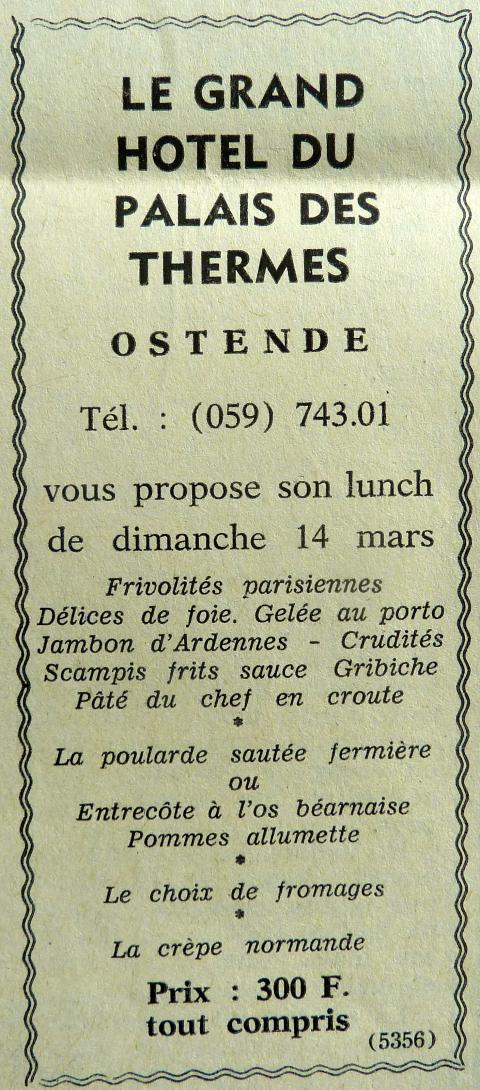 LE GRAND
HOTEL DU
PALAIS DES
THERMES
OSTENDE
Tél. : (059) 743.01
vous propose son lunch
de dimanche 14 mars
Frivolités parisiennes
Délices de foie. Gelée au porto
Jambon d'Ardennes - Crudités
Scampis frits sauce Gribiche
Pâté du chef en croute
*
La poularde sautée fermière
ou
Entrecôte à l'os béarnaise
Pommes allumette
*
Le choix de fromages
*
La crèpe normande
Prix : 300 F.
tout compris
(5356)